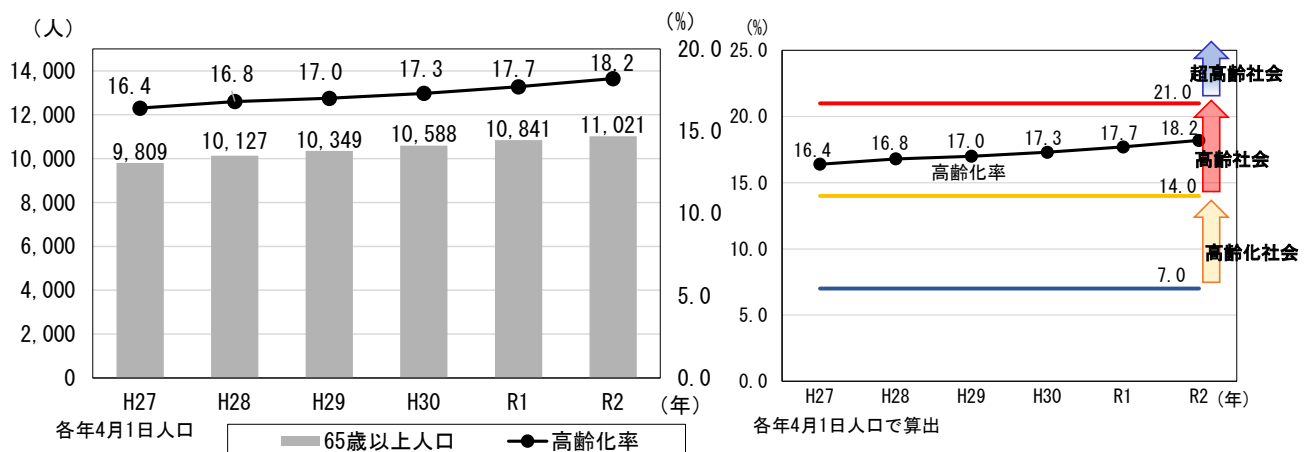 （人）
(%)
14,000
12,000
10,000
8,000
6,000
4,000
2,000
0
20.0
15.0
10.0
5.0
0.0
16.4
16.8
17.0
17.3
17.7
18.2
9,809
10,127
10,349
10,588
10,841
11,021
H27
H28
H29
H30
R1
R2
（年）
各年4月1日人口
65歳以上人口
高齢化率
(%)
25.0
20.0
15.0
10.0
5.0
0.0
超高齢社会
21.0
16.4
16.8
17.0
17.3
17.7
18.2
高齢化率
高齢社会
14.0
高齢化社会
7.0
H27
H28
H29
H30
R1
R2
（年）
各年4月1日人口で算出